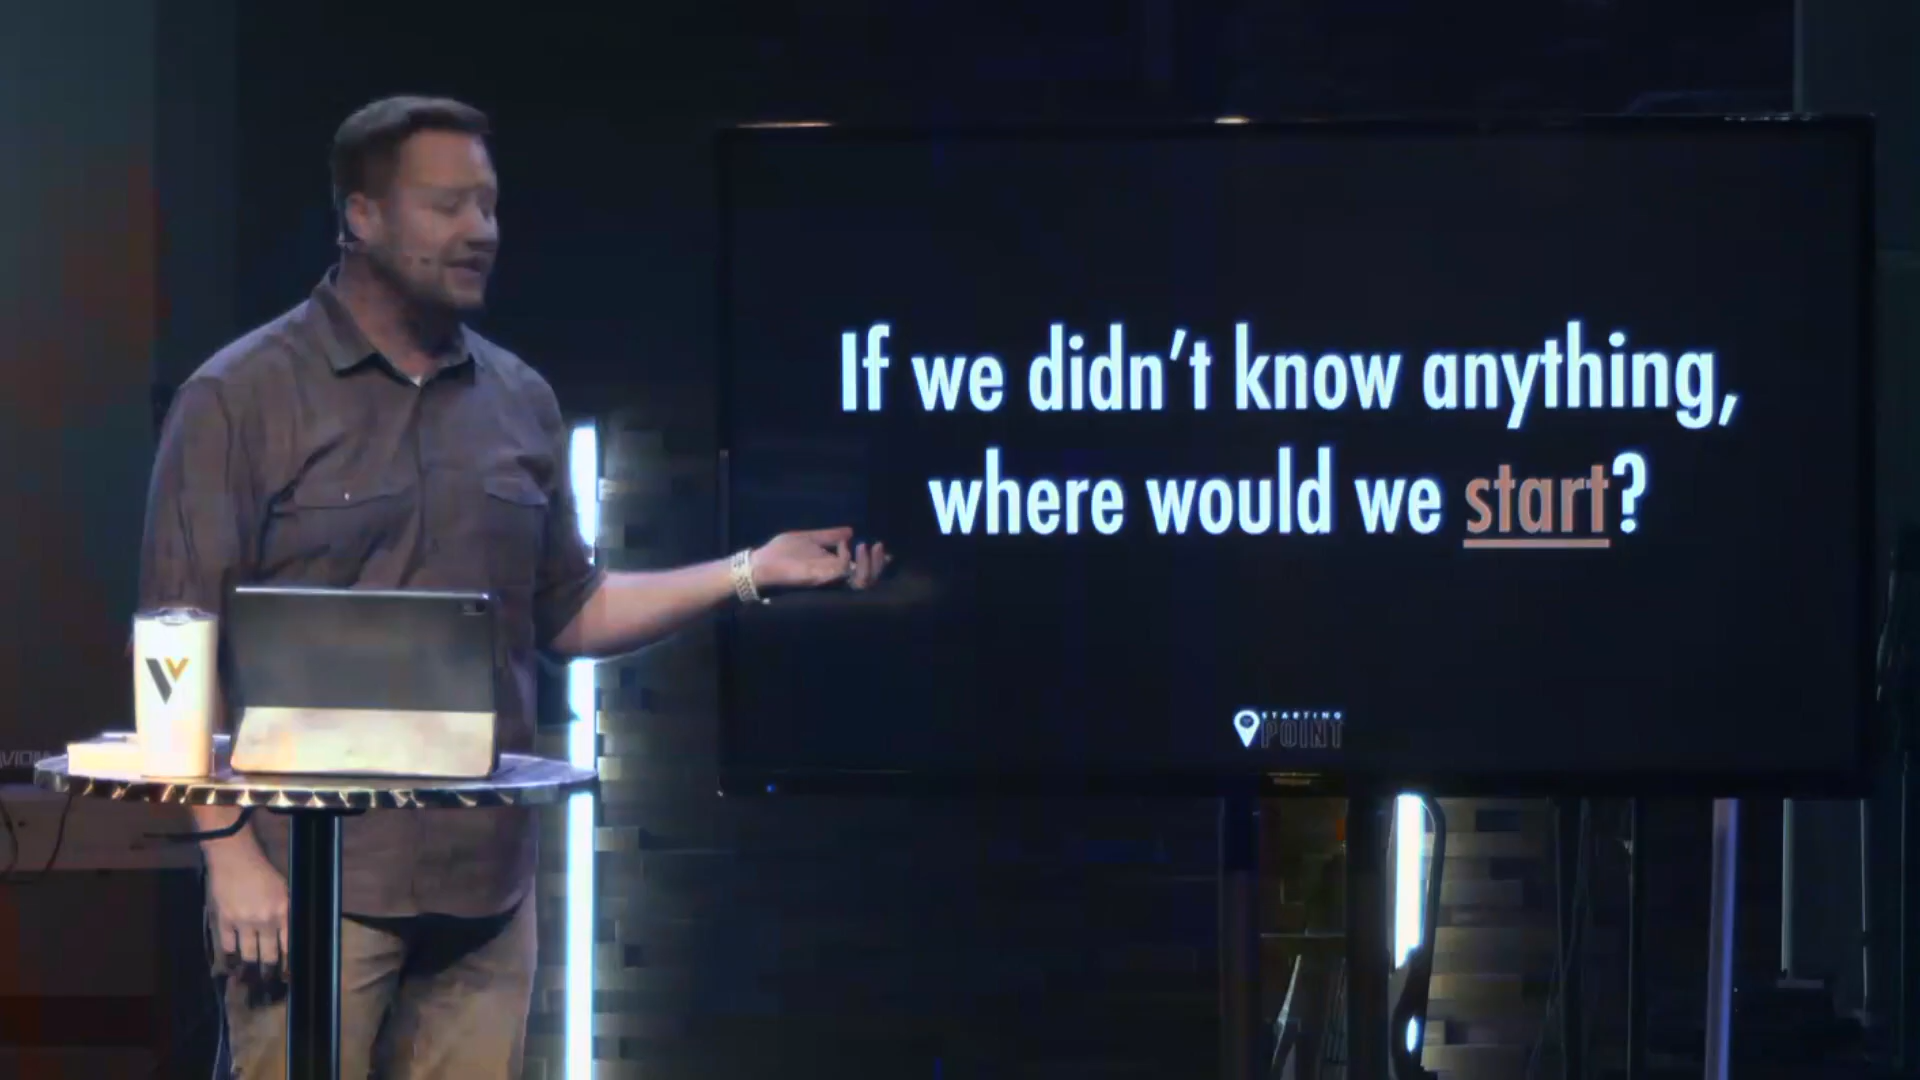 If we didn't know anything,
where would we start?
STARTING
POINT